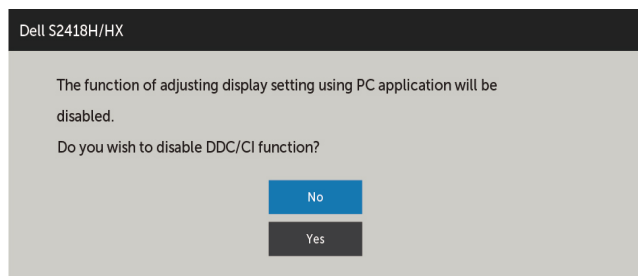 Dell S2418H/HX
The function of adjusting display setting using PC application will be
disabled.
Do you wish to disable DDC/CI function?
No
Yes